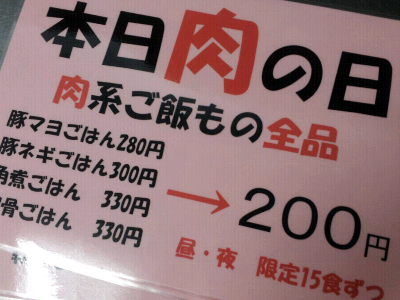 本日肉の日
肉系ご飯もの全品
豚マヨごはん280円
豚ネギごはん300円
角煮ごはん 330円
骨ごはん 330円
→200円
昼・夜 限定15食ずつ